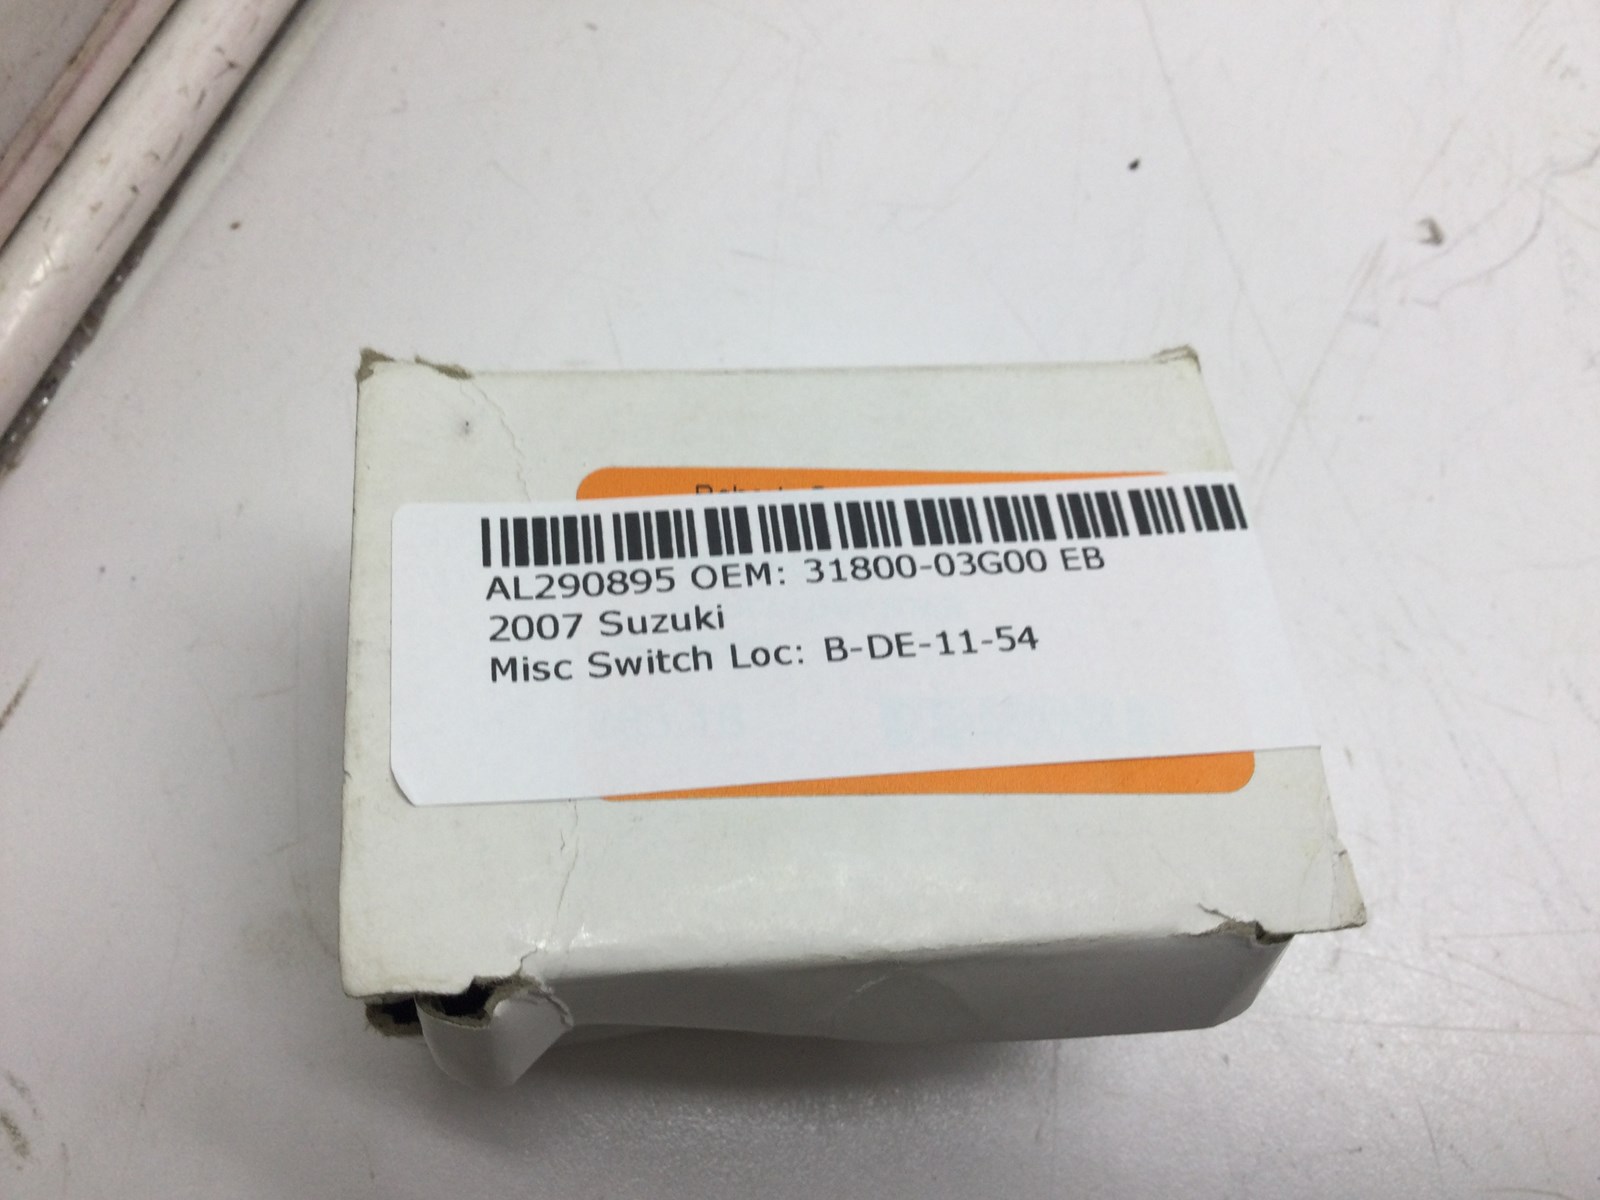 AL290895 OEM: 31800-03G00 EB
2007 Suzuki
Misc Switch Loc: B-DE-11-54